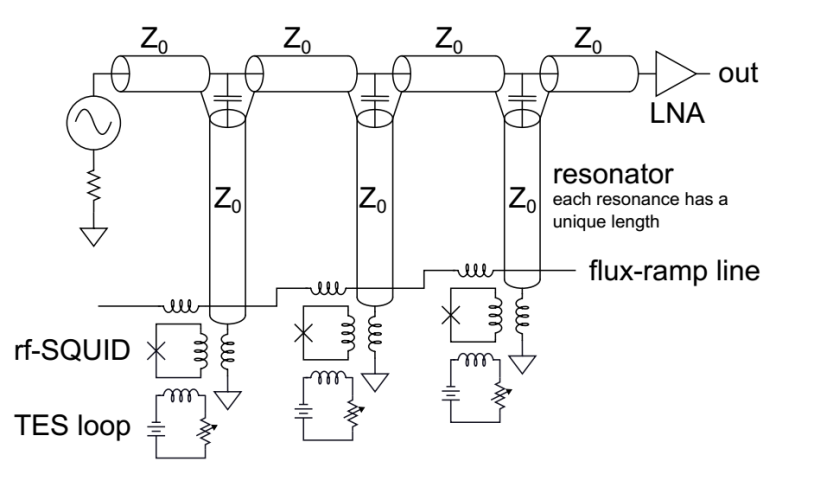 Z₀ Z₀ Z₀ Z₀
out
LNA
Z₀ Z₀ Z₀
resonator
each resonance has a
unique length
flux-ramp line
rf-SQUID
TES loop